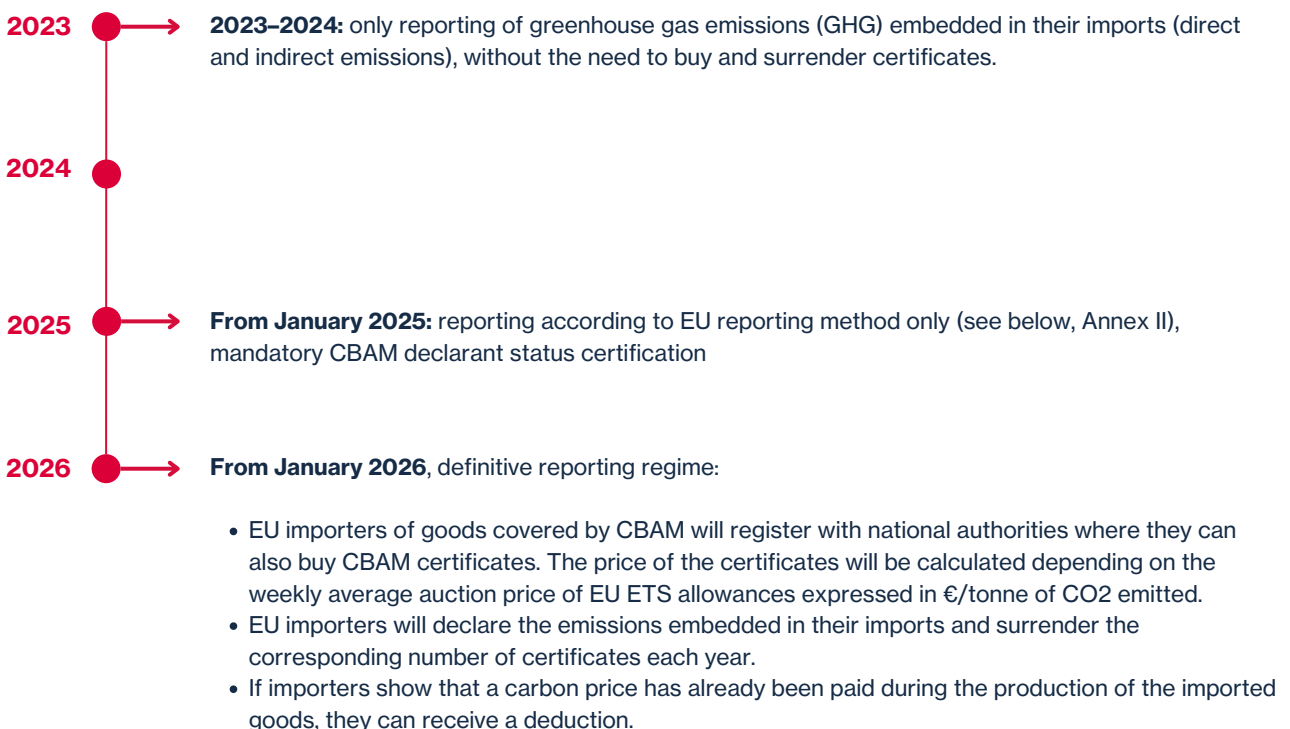 2023
2023–2024: only reporting of greenhouse gas emissions (GHG) embedded in their imports (direct
and indirect emissions), without the need to buy and surrender certificates.
2024
2025
From January 2025: reporting according to EU reporting method only (see below, Annex II),
mandatory CBAM declarant status certification
2026
From January 2026, definitive reporting regime:
• EU importers of goods covered by CBAM will register with national authorities where they can
also buy CBAM certificates. The price of the certificates will be calculated depending on the
weekly average auction price of EU ETS allowances expressed in €/tonne of CO2 emitted.
• EU importers will declare the emissions embedded in their imports and surrender the
corresponding number of certificates each year.
• If importers show that a carbon price has already been paid during the production of the imported
goods, they can receive a deduction.